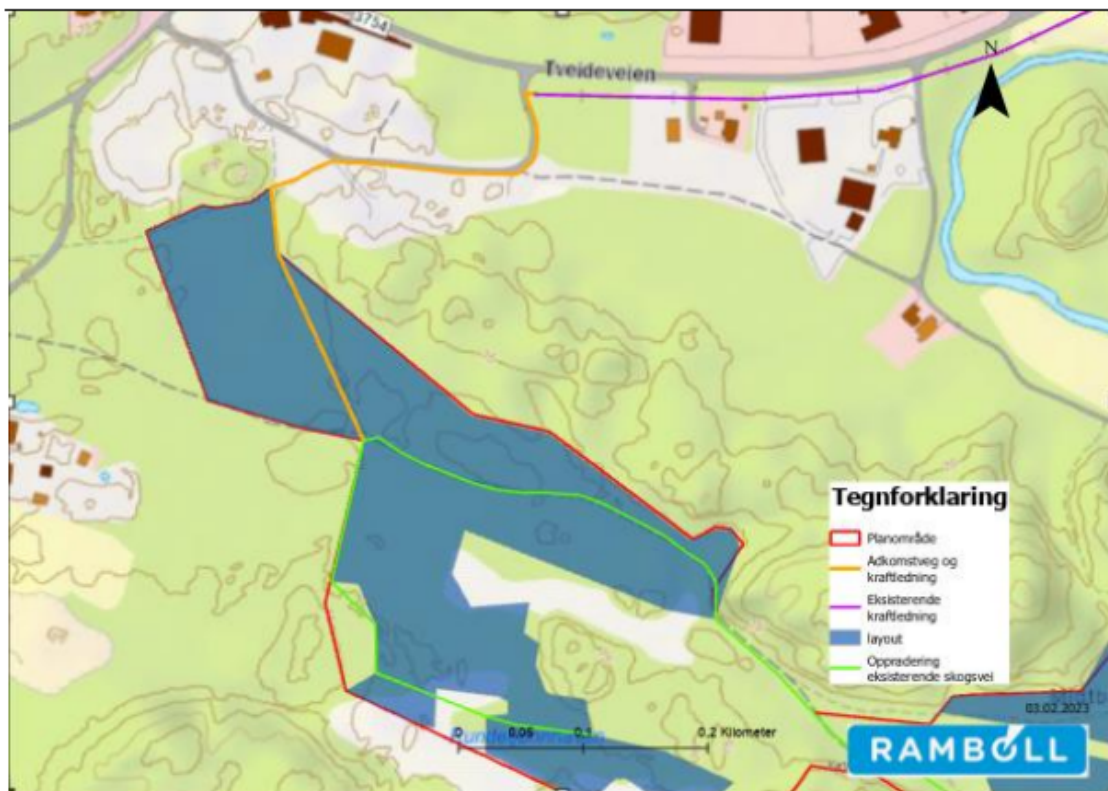 3754
Tveideveien
N
Tegnforklaring
Planområde
Adkomstveg og
kraftledning
Eksisterende
kraftledning
layout
Oppradering
eksisterende skogsvei
03.02.2023
0 0,05 0,1 0,2 Kilometer
RAMBOLL